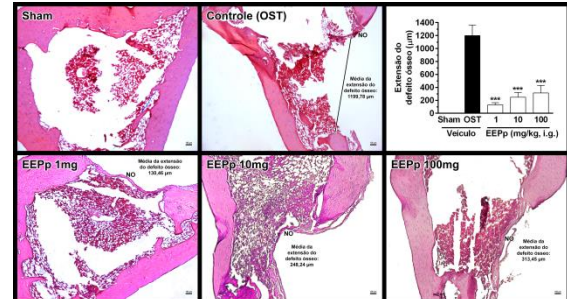 Sham
Controle (OST)
NO
Média da
extensão do
defeito ósseo:
1199,70 µm
Extensão do
defeito ósseo (µm)
1400
1200
1000
800
600
400
200
0
***
***
***
Sham OST 1 10 100
Veículo EEPp (mg/kg, i.g.)
EEPp 1mg
Média da extensão
do defeito ósseo:
130,46 µm
NO
EEPp 10mg
NO
Média da
extensão do
defeito ósseo:
248,24 µm
EEPp 100mg
NO
Média da
extensão do
defeito ósseo:
313,45 µm